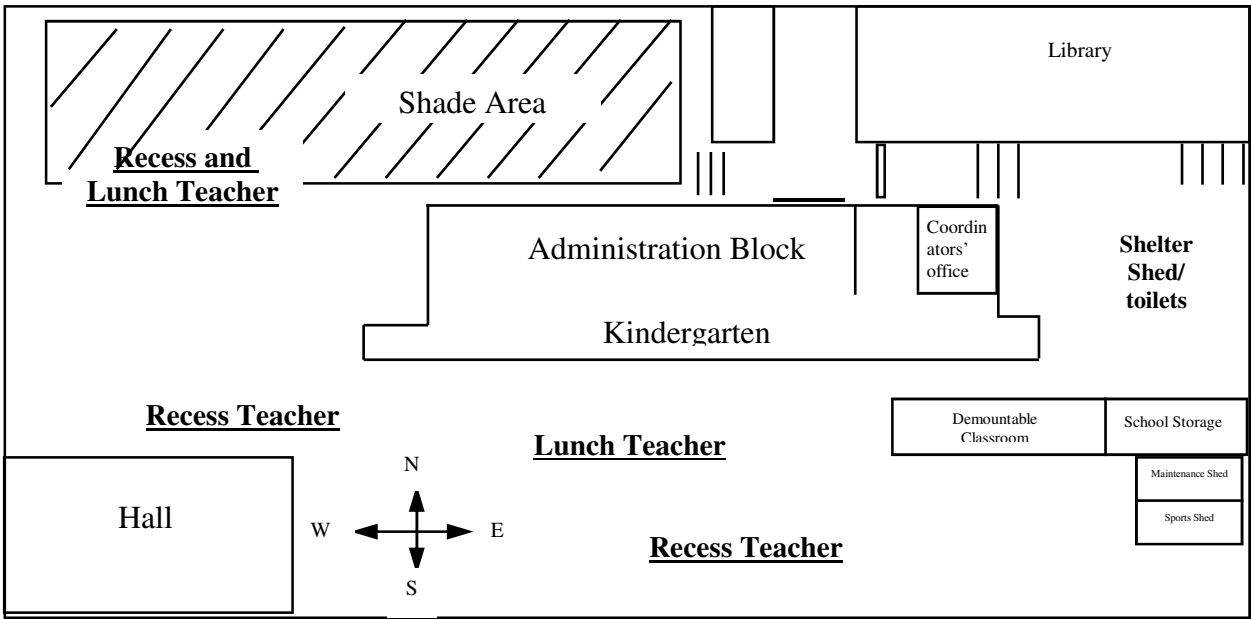 Library
Shade Area
Recess and
Lunch Teacher
Administration Block
Coordin
ators'
office
Shelter
Shed/
toilets
Kindergarten
Recess Teacher
Lunch Teacher
Demountable
Classroom
School Storage
Maintenance Shed
Sports Shed
Hall
N
W
E
S
Recess Teacher